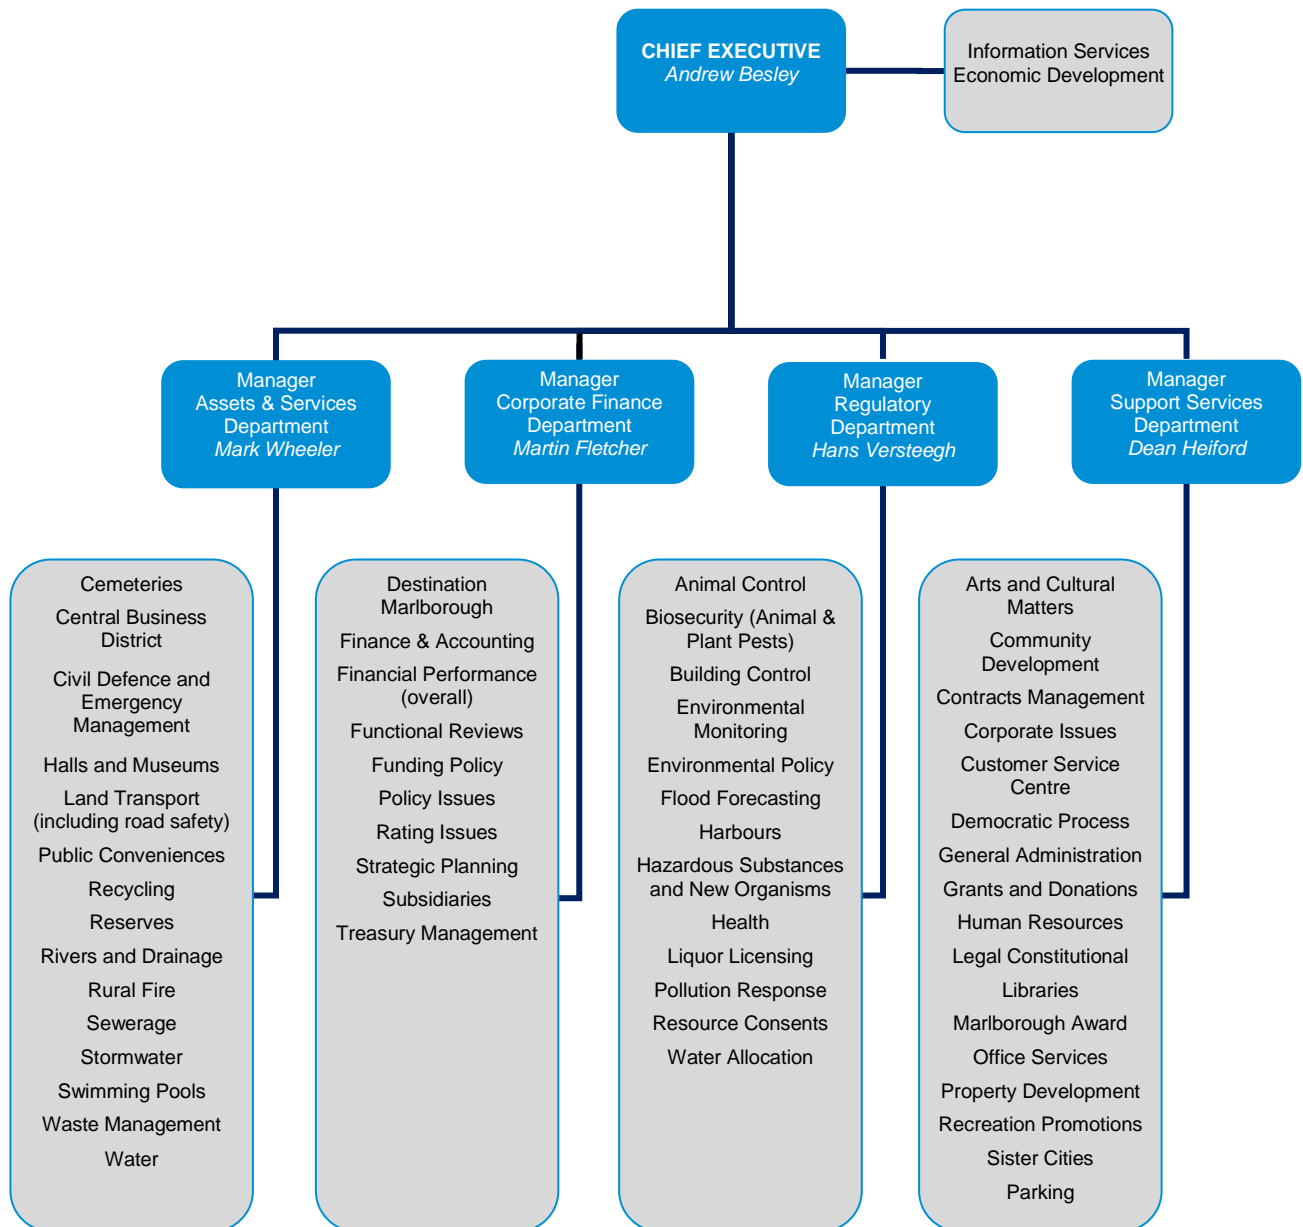 CHIEF EXECUTIVE
Andrew Besley
Information Services
Economic Development
Manager
Assets & Services
Department
Mark Wheeler
Manager
Corporate Finance
Department
Martin Fletcher
Manager
Regulatory
Department
Hans Versteegh
Manager
Support Services
Department
Dean Heiford
Cemeteries
Central Business
District
Civil Defence and
Emergency
Management
Halls and Museums
Land Transport
(including road safety)
Public Conveniences
Recycling
Reserves
Rivers and Drainage
Rural Fire
Sewerage
Stormwater
Swimming Pools
Waste Management
Water
Destination
Marlborough
Finance & Accounting
Financial Performance
(overall)
Functional Reviews
Funding Policy
Policy Issues
Rating Issues
Strategic Planning
Subsidiaries
Treasury Management
Animal Control
Biosecurity (Animal &
Plant Pests)
Building Control
Environmental
Monitoring
Environmental Policy
Flood Forecasting
Harbours
Hazardous Substances
and New Organisms
Health
Liquor Licensing
Pollution Response
Resource Consents
Water Allocation
Arts and Cultural
Matters
Community
Development
Contracts Management
Corporate Issues
Customer Service
Centre
Democratic Process
General Administration
Grants and Donations
Human Resources
Legal Constitutional
Libraries
Marlborough Award
Office Services
Property Development
Recreation Promotions
Sister Cities
Parking